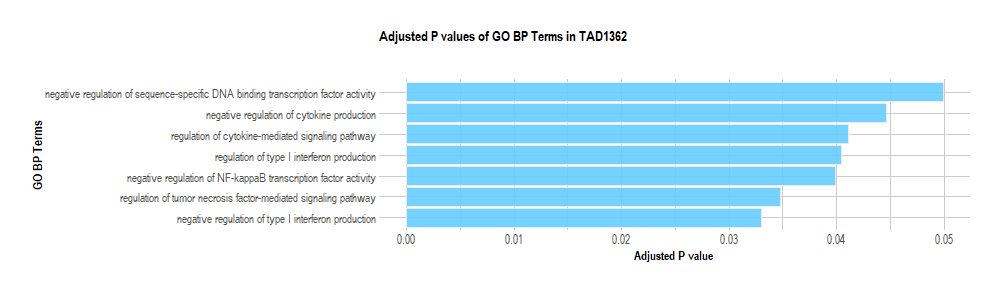 Adjusted P values of GO BP Terms in TAD1362
GO BP Terms
negative regulation of sequence-specific DNA binding transcription factor activity
negative regulation of cytokine production
regulation of cytokine-mediated signaling pathway
regulation of type I interferon production
negative regulation of NF-kappaB transcription factor activity
regulation of tumor necrosis factor-mediated signaling pathway
negative regulation of type I interferon production
0.00 0.01 0.02 0.03 0.04 0.05
Adjusted P value